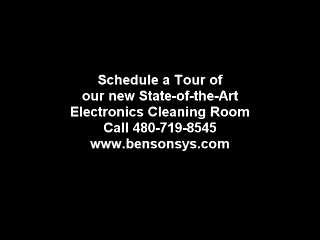 Schedule a Tour of
our new State-of-the-Art
Electronics Cleaning Room
Call 480-719-8545
www.bensonsys.com